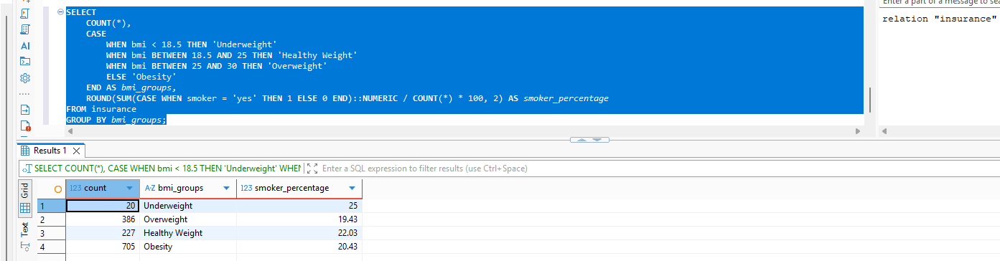 Enter a part of a message to sea
relation "insurance"
AI
SELECT
COUNT(*),
CASE
WHEN bmi < 18.5 THEN 'Underweight'
WHEN bmi BETWEEN 18.5 AND 25 THEN 'Healthy Weight'
WHEN bmi BETWEEN 25 AND 30 THEN 'Overweight'
ELSE 'Obesity'
END AS bmi_groups,
ROUND(SUM(CASE WHEN smoker = 'yes' THEN 1 ELSE 0 END)::NUMERIC / COUNT(*) * 100, 2) AS smoker_percentage
FROM insurance
GROUP BY bmi_groups;
Results 1
SELECT COUNT(*), CASE WHEN bmi < 18.5 THEN 'Underweight' WHEN Enter a SQL expression to filter results (use Ctrl+Space)
Grid
Text
123 count A-Z bmi_groups 123 smoker_percentage
1 20 Underweight 25
2 386 Overweight 19.43
3 227 Healthy Weight 22.03
4 705 Obesity 20.43